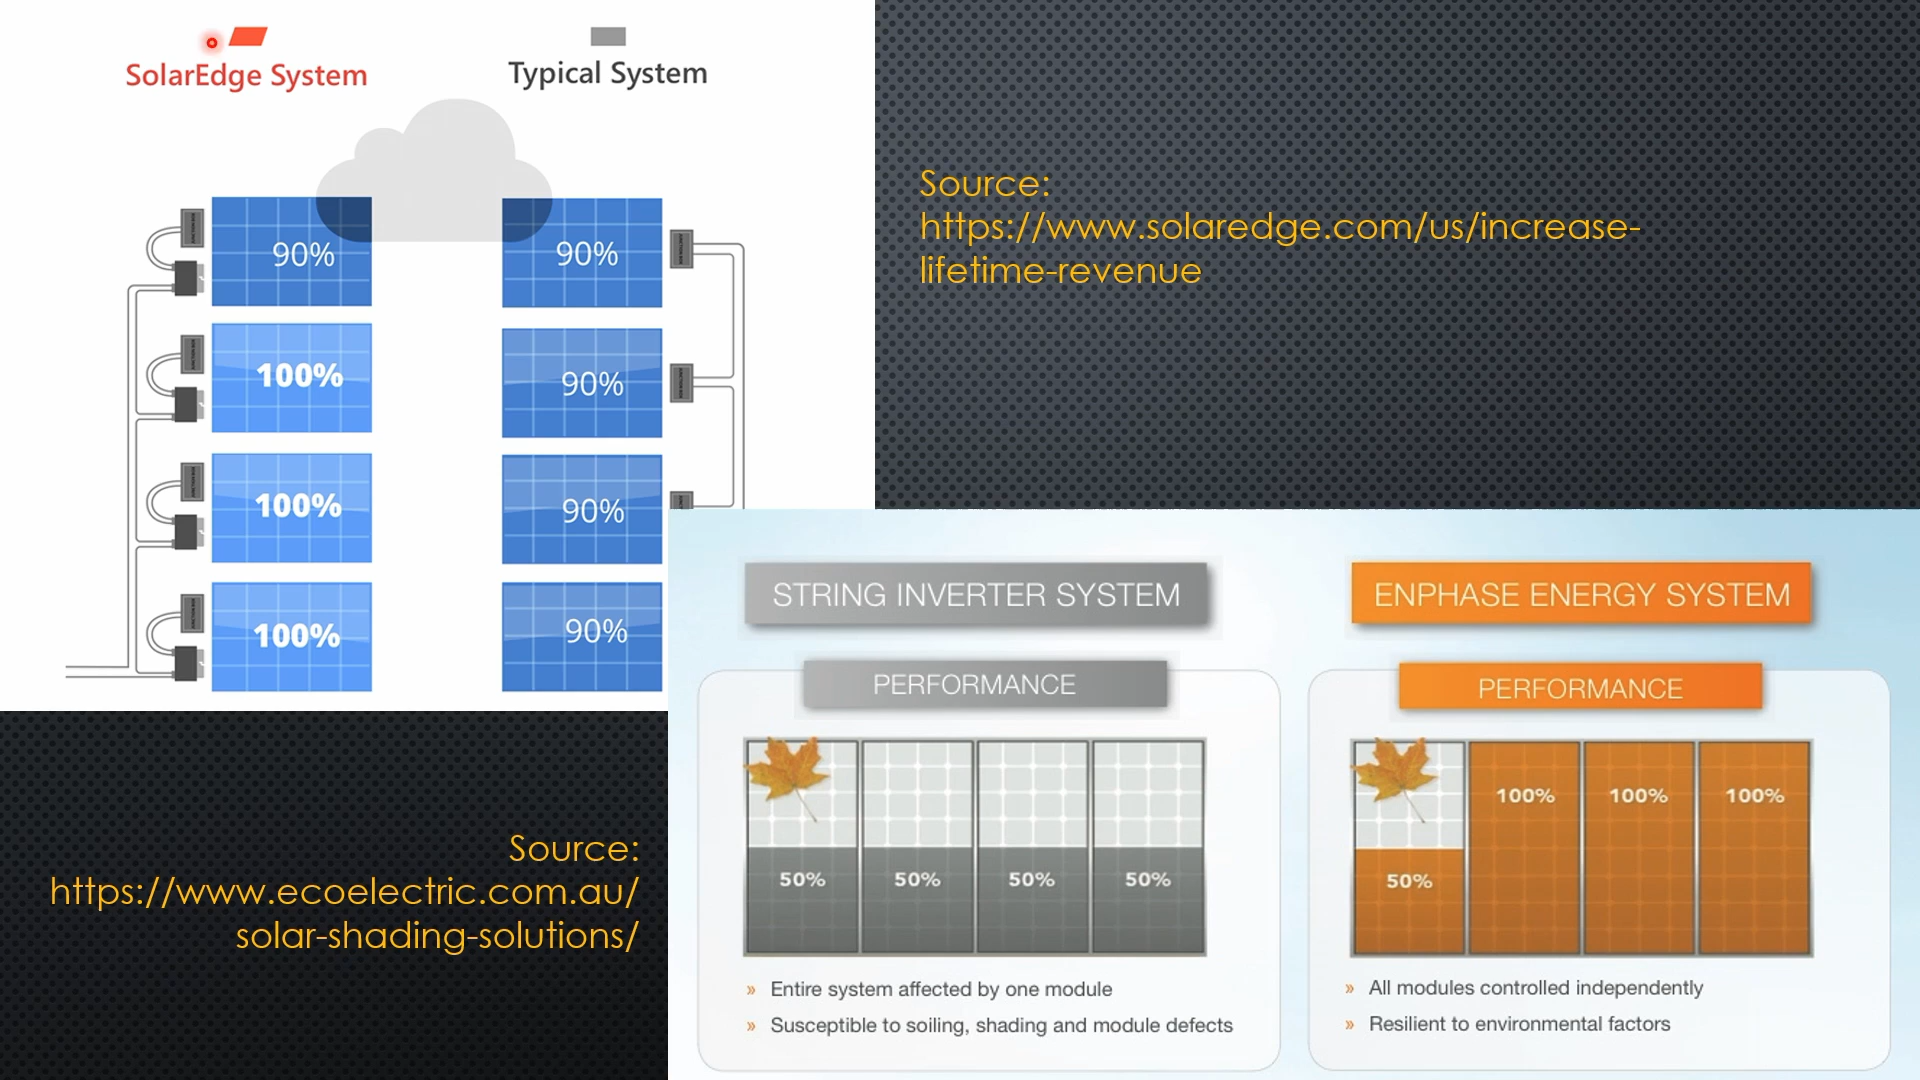 SolarEdge System
Typical System
90%
90%
100%
90%
100%
90%
100%
90%
Source:
https://www.solaredge.com/us/increase-
lifetime-revenue
Source:
https://www.ecoelectric.com.au/
solar-shading-solutions/
STRING INVERTER SYSTEM
PERFORMANCE
50%
50%
50%
50%
» Entire system affected by one module
» Susceptible to soiling, shading and module defects
ENPHASE ENERGY SYSTEM
PERFORMANCE
50%
100%
100%
100%
» All modules controlled independently
» Resilient to environmental factors